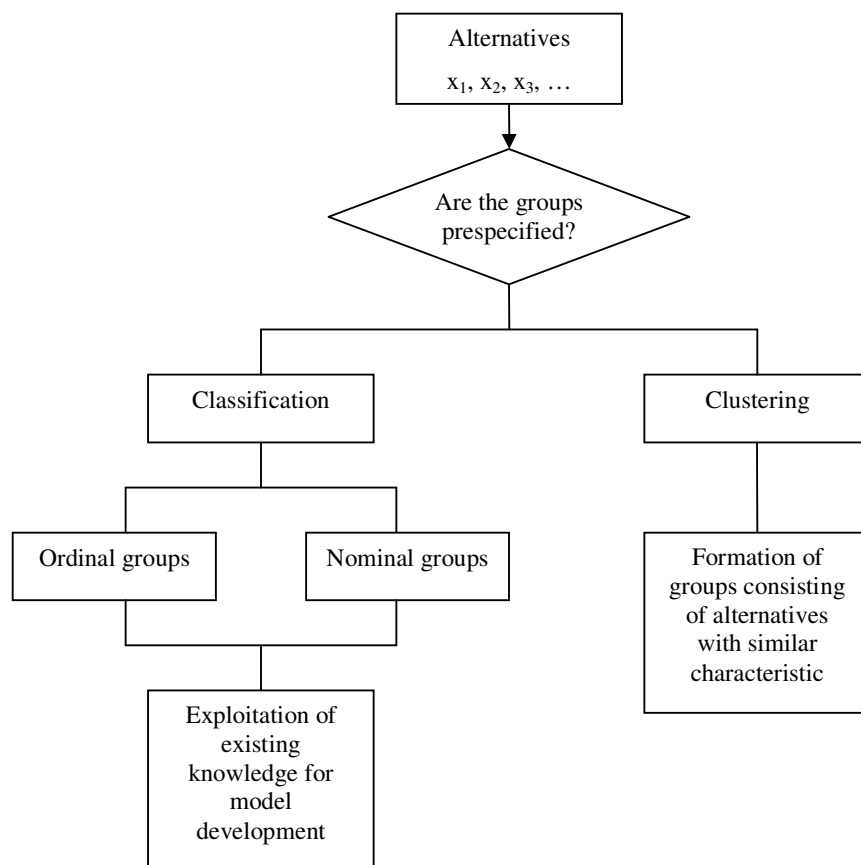 Alternatives
x₁, x₂, x₃, …
Are the groups
prespecified?
Classification
Clustering
Ordinal groups
Nominal groups
Formation of
groups consisting
of alternatives
with similar
characteristic
Exploitation of
existing
knowledge for
model
development